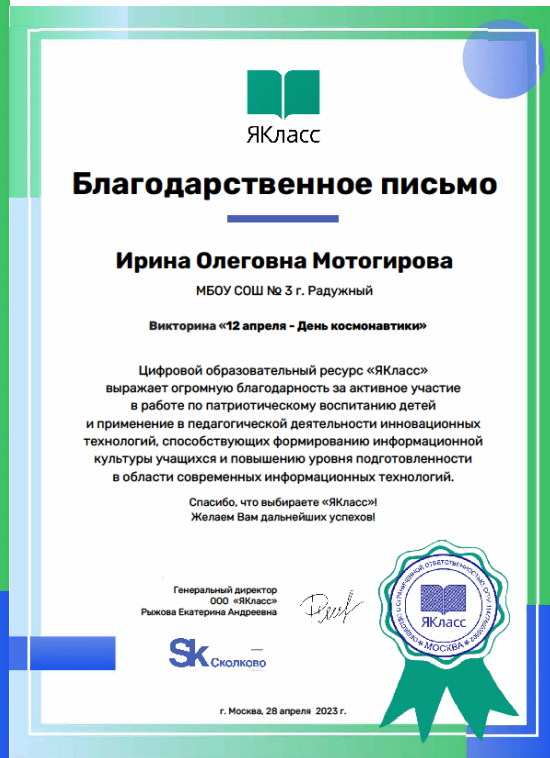 ЯКласс
Благодарственное письмо
Ирина Олеговна Мотогирова
МБОУ СОШ № 3 г. Радужный
Викторина «12 апреля - День космонавтики»
Цифровой образовательный ресурс «ЯКласс»
выражает огромную благодарность за активное участие
в работе по патриотическому воспитанию детей
и применение в педагогической деятельности инновационных
технологий, способствующих формированию информационной
культуры учащихся и повышению уровня подготовленности
в области современных информационных технологий.
Спасибо, что выбираете «ЯКласс»!
Желаем Вам дальнейших успехов!
Генеральный директор
ООО «ЯКласс»
Рыжова Екатерина Андреевна
Sk Сколково
ОБЩЕСТВО С ОГРАНИЧЕННОЙ ОТВЕТСТВЕННОСТЬЮ
ЯКласс
МОСКВА
г. Москва, 28 апреля 2023 г.